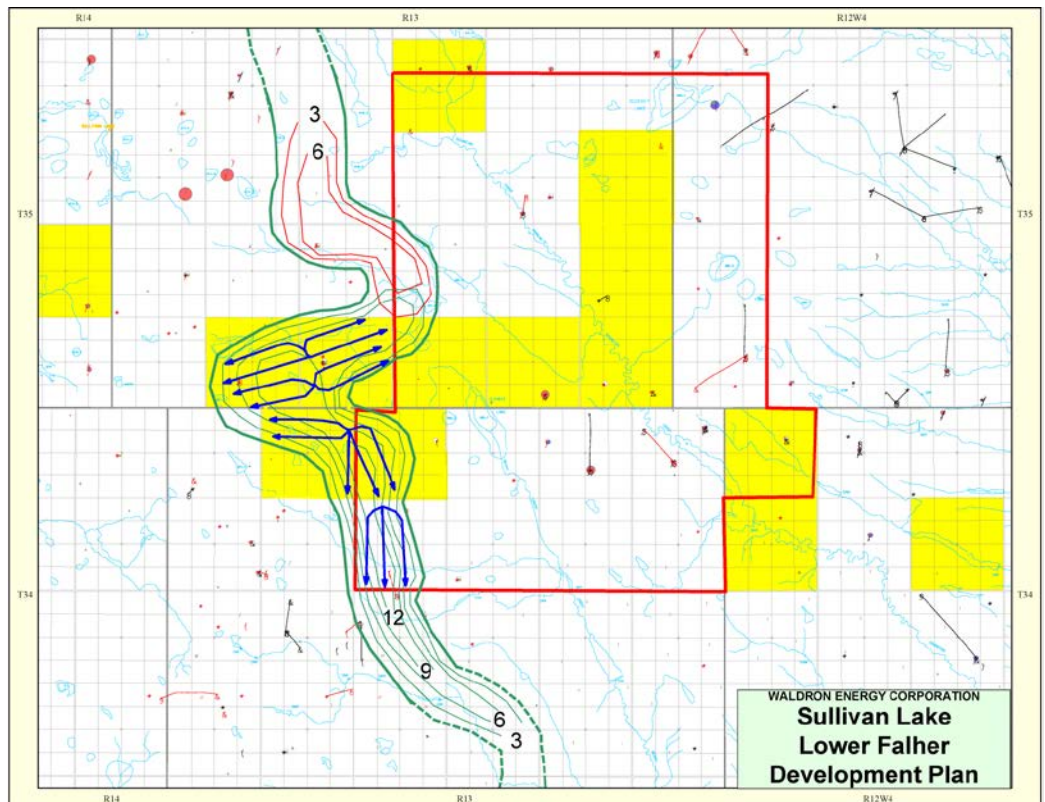 R14
R13
R12W4
3
6
T35
T35
T34
T34
12
9
6
3
WALDRON ENERGY CORPORATION
Sullivan Lake
Lower Falher
Development Plan
R14
R13
R12W4